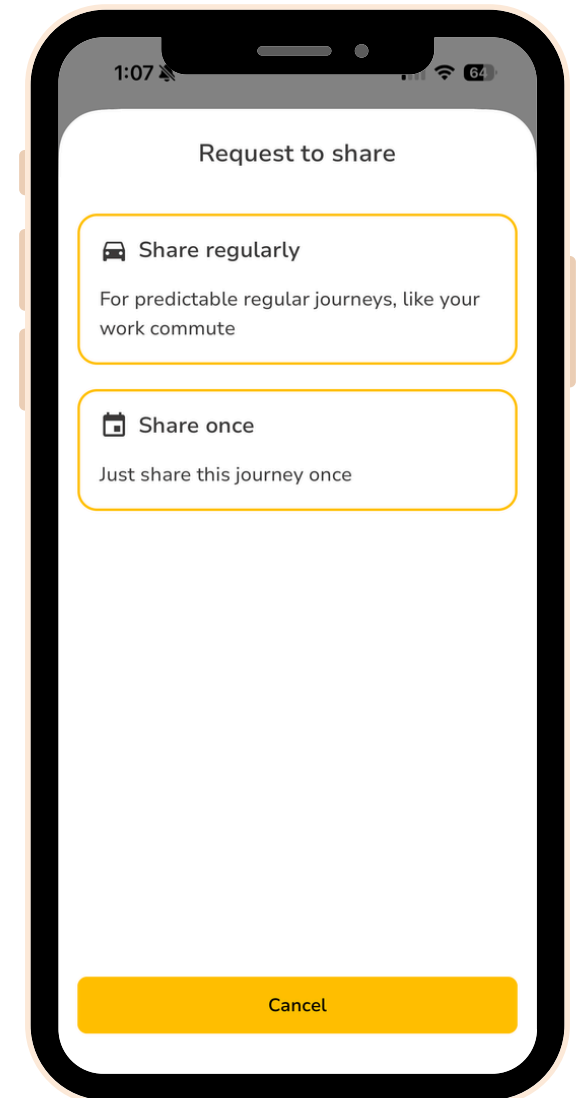 1:07
64
Request to share
Share regularly
For predictable regular journeys, like your
work commute
Share once
Just share this journey once
Cancel